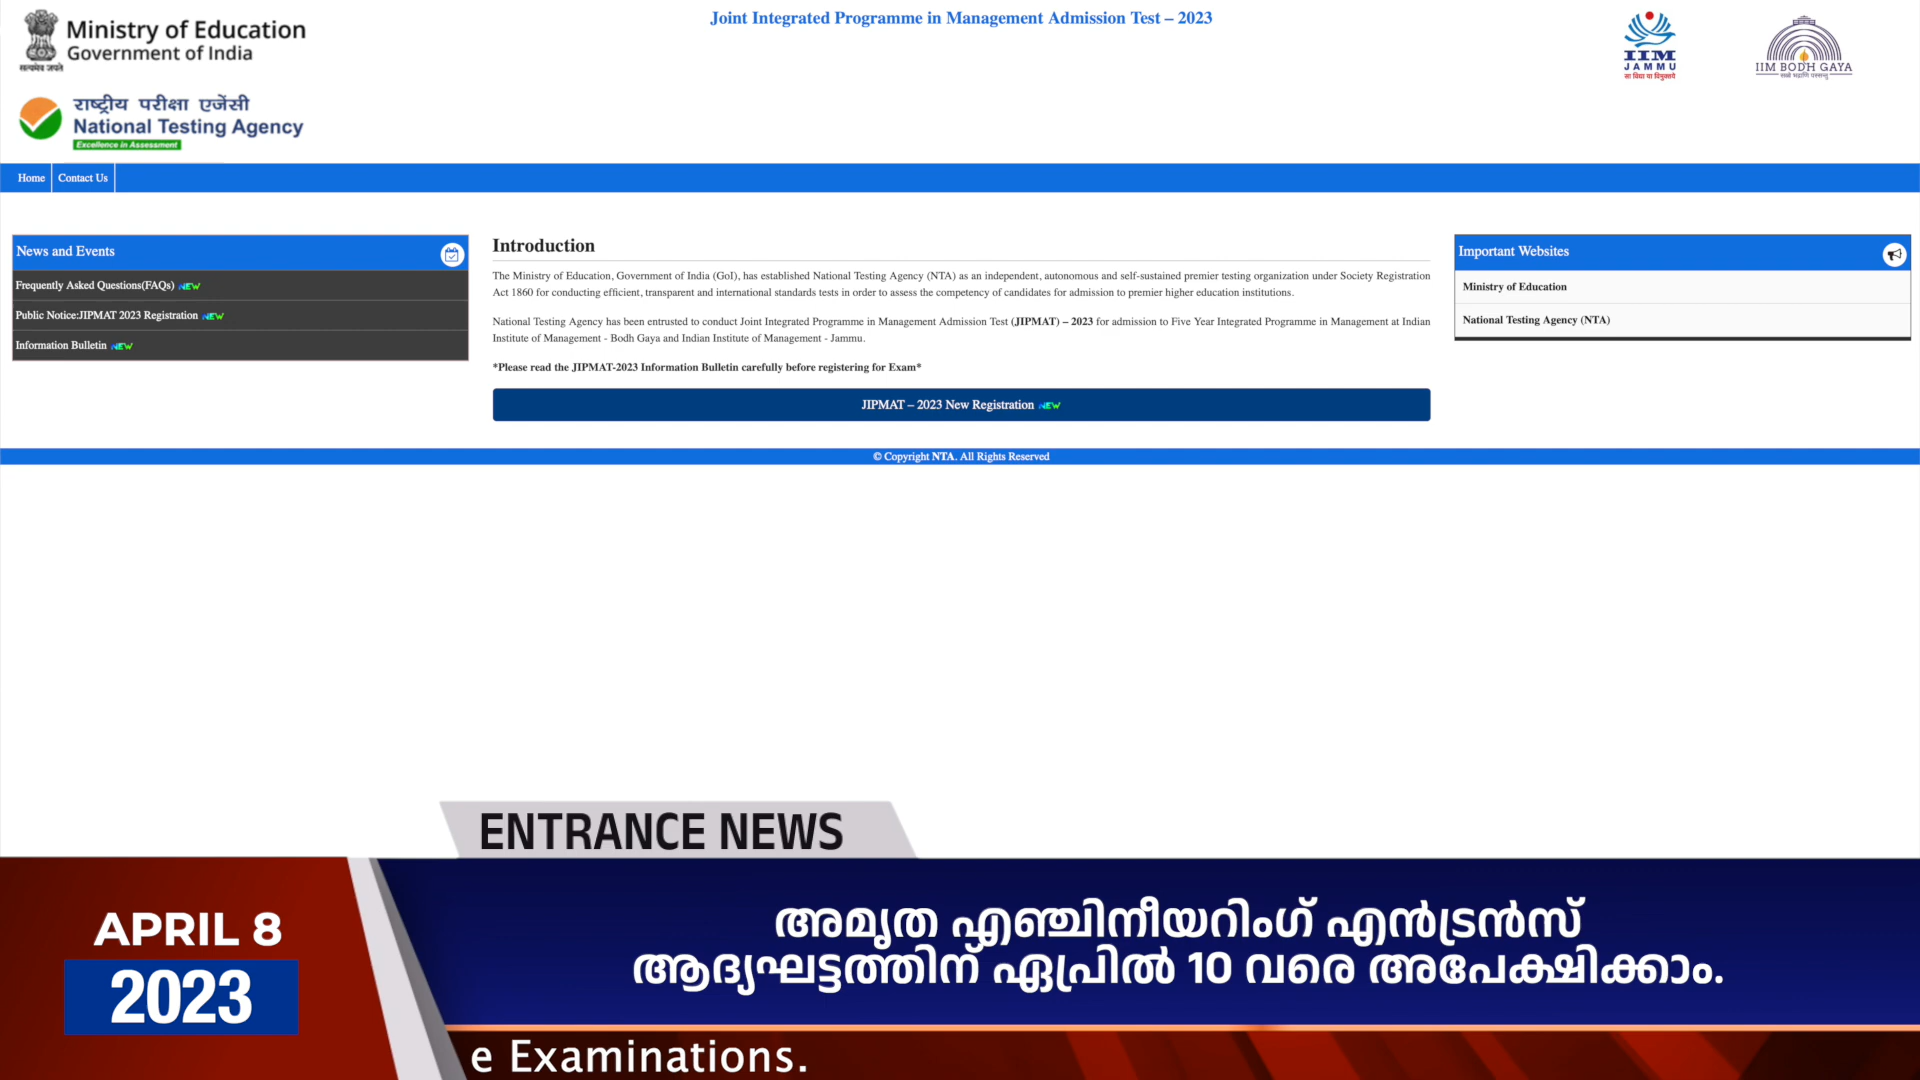 Ministry of Education
Government of India
सत्यमेव जयते
Joint Integrated Programme in Management Admission Test – 2023
IIM
JAMMU
सा विद्या या विमुक्तये
IIM BODH GAYA
राष्ट्रीय परीक्षा एजेंसी
National Testing Agency
Excellence in Assessment
Home
Contact Us
News and Events
Frequently Asked Questions(FAQs) NEW
Public Notice:JIPMAT 2023 Registration NEW
Information Bulletin NEW
Introduction
The Ministry of Education, Government of India (GoI), has established National Testing Agency (NTA) as an independent, autonomous and self-sustained premier testing organization under Society Registration
Act 1860 for conducting efficient, transparent and international standards tests in order to assess the competency of candidates for admission to premier higher education institutions.
National Testing Agency has been entrusted to conduct Joint Integrated Programme in Management Admission Test (JIPMAT) – 2023 for admission to Five Year Integrated Programme in Management at Indian
Institute of Management - Bodh Gaya and Indian Institute of Management - Jammu.
*Please read the JIPMAT-2023 Information Bulletin carefully before registering for Exam*
JIPMAT – 2023 New Registration NEW
Important Websites
Ministry of Education
National Testing Agency (NTA)
© Copyright NTA. All Rights Reserved
ENTRANCE NEWS
APRIL 8
2023
അമൃത എഞ്ചിനീയറിംഗ് എൻട്രൻസ്
ആദ്യഘട്ടത്തിന് ഏപ്രിൽ 10 വരെ അപേക്ഷിക്കാം.
e Examinations.